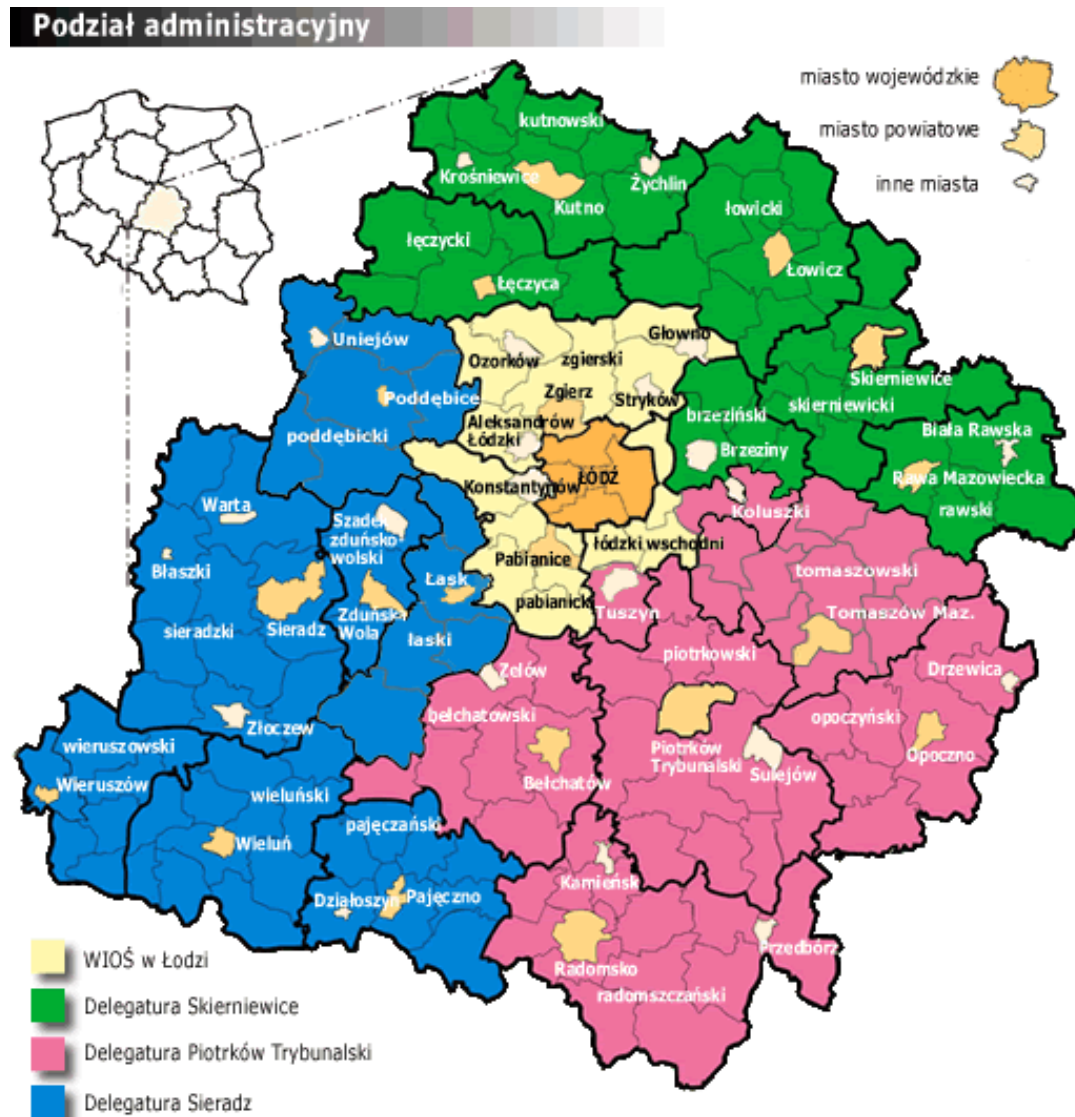 Podział administracyjny
miasto wojewódzkie
miasto powiatowe
inne miasta
kutnowski
Krośniewice
Żychlin
Kutno
łowicki
łęczycki
Łowicz
Łęczyca
Uniejów
Głowno
Ozorków
zgierski
Skierniewice
Zgierz
Poddębice
Stryków
skierniewicki
brzeziński
Aleksandrów
Łódzki
Biała Rawska
poddębicki
Brzeziny
ŁÓDŹ
Rawa Mazowiecka
Konstantynów
Warta
Koluszki
rawski
Szadek
zduńsko-
wolski
łódzki wschodni
Błaszki
Pabianice
tomaszowski
Łask
pabianicki
Tuszyn
Tomaszów Maz.
Zduńska
Wola
Sieradz
sieradzki
łaski
piotrkowski
Zelów
Drzewica
bełchatowski
opoczyński
Złoczew
wieruszowski
Piotrków
Trybunalski
Opoczno
Sulejów
Wieruszów
Bełchatów
wieluński
pajęczański
Wieluń
Kamieńsk
Działoszyn
Pajęczno
Przedbórz
Radomsko
radomszczański
WIOŚ w Łodzi
Delegatura Skierniewice
Delegatura Piotrków Trybunalski
Delegatura Sieradz